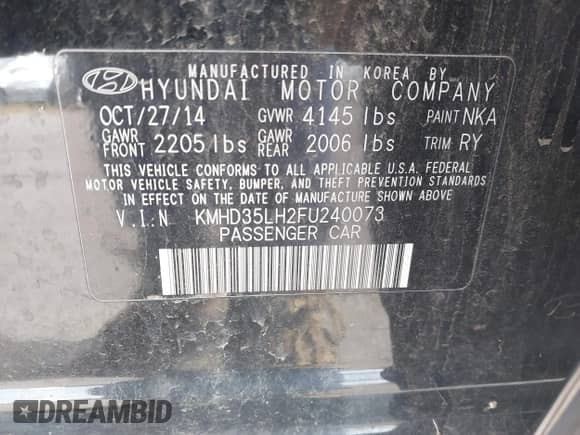 MANUFACTURED IN KOREA BY
HYUNDAI MOTOR COMPANY
OCT/27/14 GVWR 4145 lbs PAINT NKA
GAWR FRONT 2205 lbs GAWR REAR 2006 lbs TRIM RY
THIS VEHICLE CONFORMS TO ALL APPLICABLE U.S.A. FEDERAL
MOTOR VEHICLE SAFETY, BUMPER, AND THEFT PREVENTION STANDARDS
IN EFFECT ON THE DATE OF MANUFACTURE SHOWN ABOVE.
V.I.N KMHD35LH2FU240073
PASSENGER CAR
DREAMBID